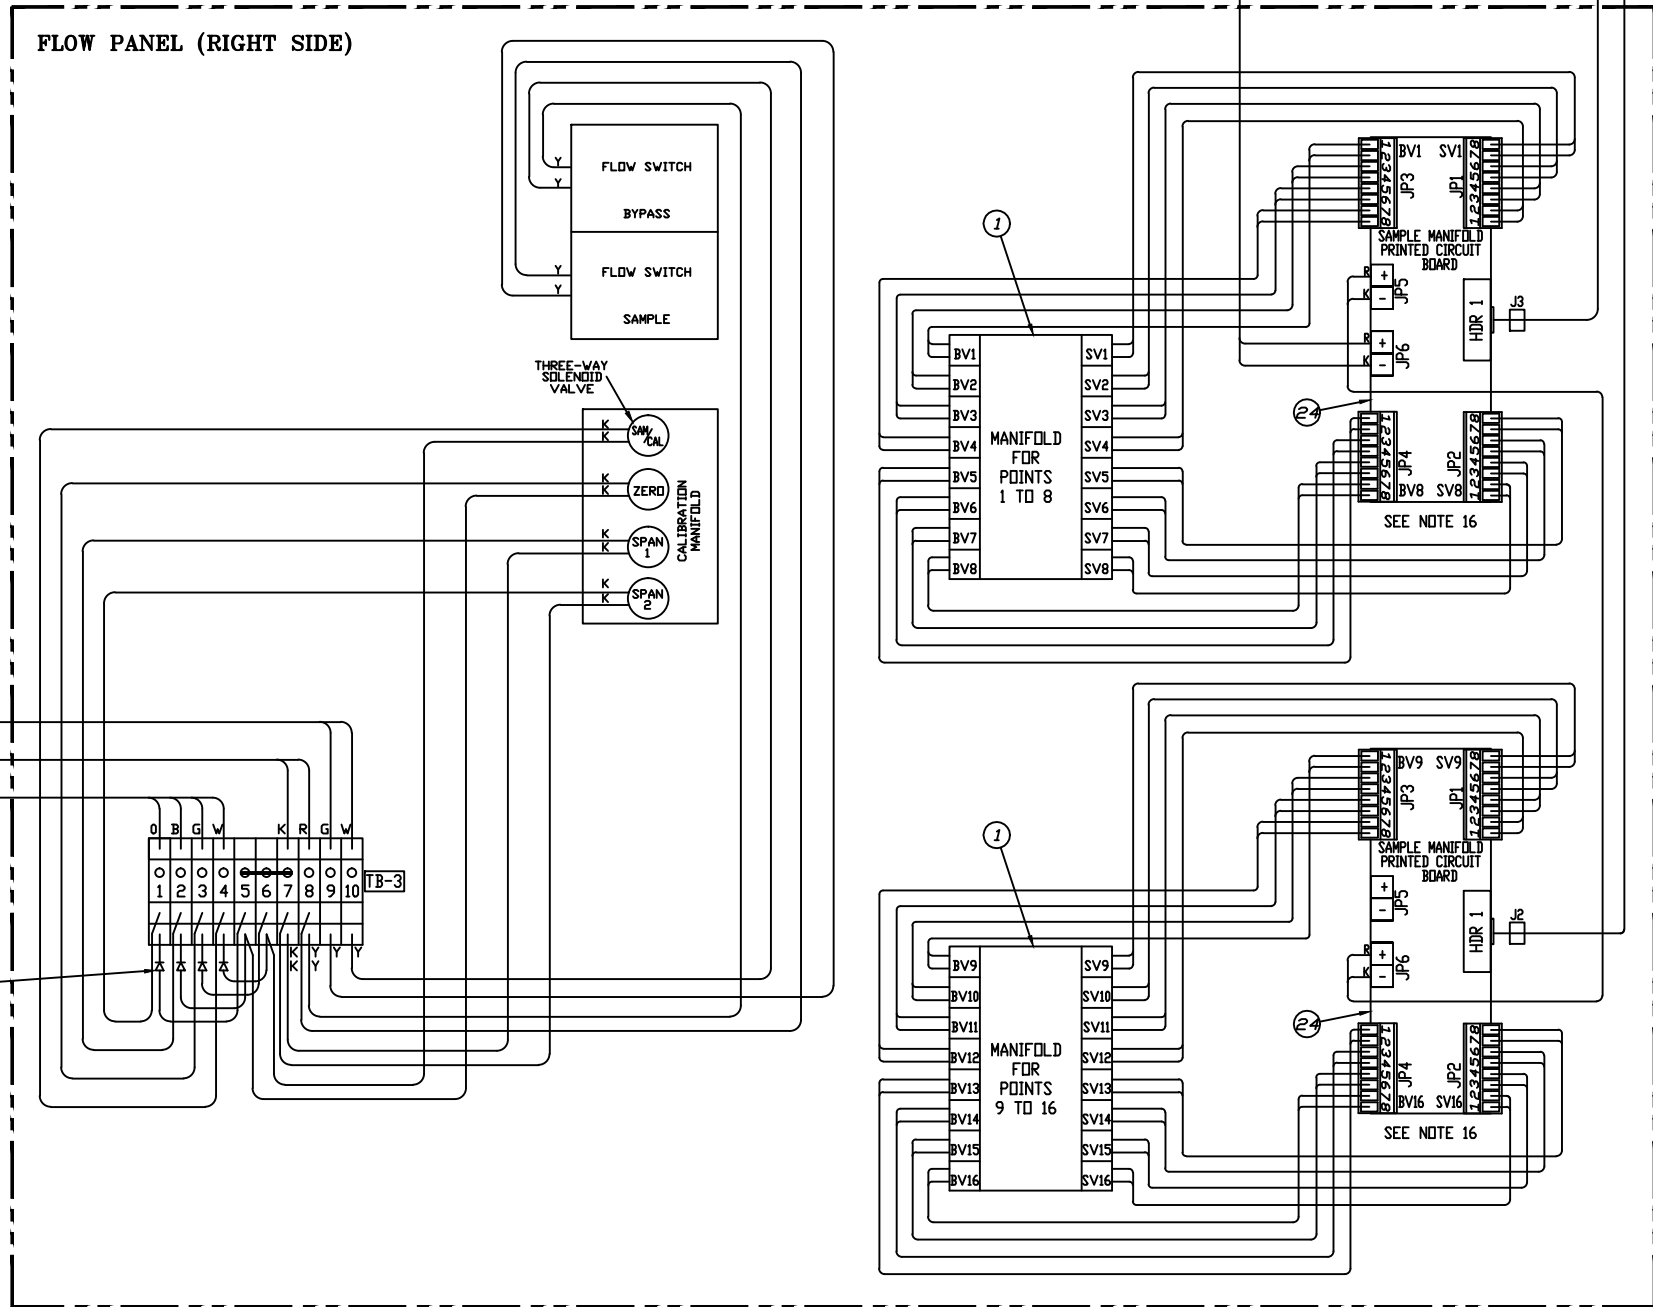 FLOW PANEL (RIGHT SIDE)
Y
Y
FLOW SWITCH
BYPASS
Y
Y
FLOW SWITCH
SAMPLE
THREE-WAY
SOLENOID
VALVE
K
K
SAM/CAL
K
K
ZERO
K
K
SPAN
1
K
K
SPAN
2
CALIBRATION
MANIFOLD
O B G W K R G W
1 2 3 4 5 6 7 8 9 10
TB-3
K Y Y Y
K Y
1
BV1 SV1
BV2 SV2
BV3 SV3
BV4 SV4
BV5 SV5
BV6 SV6
BV7 SV7
BV8 SV8
MANIFOLD
FOR
POINTS
1 TO 8
12345678
BV1 SV1
JP3
JP1
12345678
SAMPLE MANIFOLD
PRINTED CIRCUIT
BOARD
R +
K -
JP5
HDR 1
J3
R +
K -
JP6
24
12345678
JP4
JP2
12345678
BV8 SV8
SEE NOTE 16
1
BV9 SV9
BV10 SV10
BV11 SV11
BV12 SV12
BV13 SV13
BV14 SV14
BV15 SV15
BV16 SV16
MANIFOLD
FOR
POINTS
9 TO 16
12345678
BV9 SV9
JP3
JP1
12345678
SAMPLE MANIFOLD
PRINTED CIRCUIT
BOARD
+
-
JP5
HDR 1
J2
R +
K -
JP6
24
12345678
JP4
JP2
12345678
BV16 SV16
SEE NOTE 16